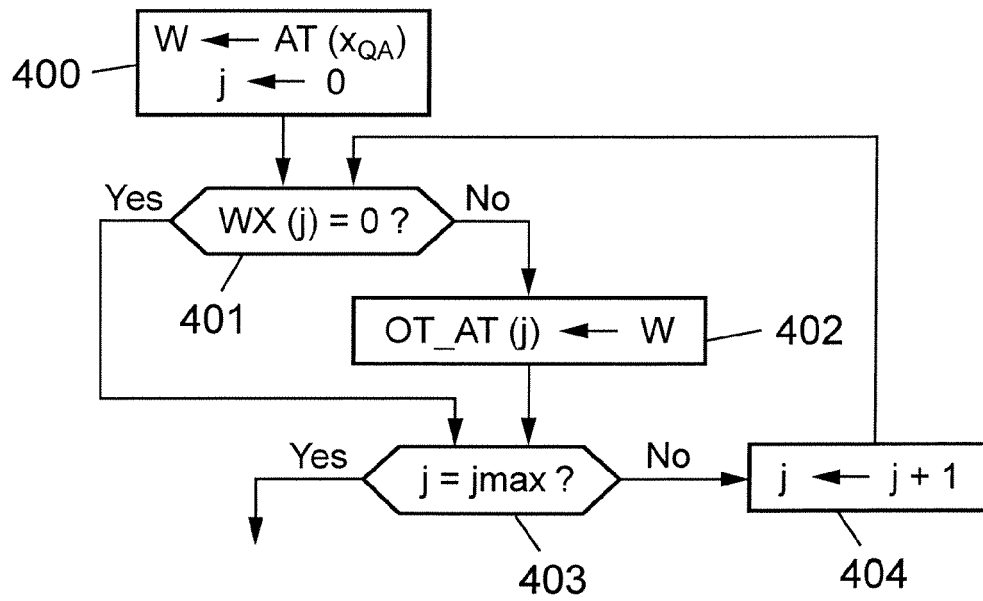 W ← AT (xQA)
j ← 0
400
Yes
WX (j) = 0 ?
No
401
OT_AT (j) ← W
402
Yes
j = jmax ?
No
j ← j + 1
403
404